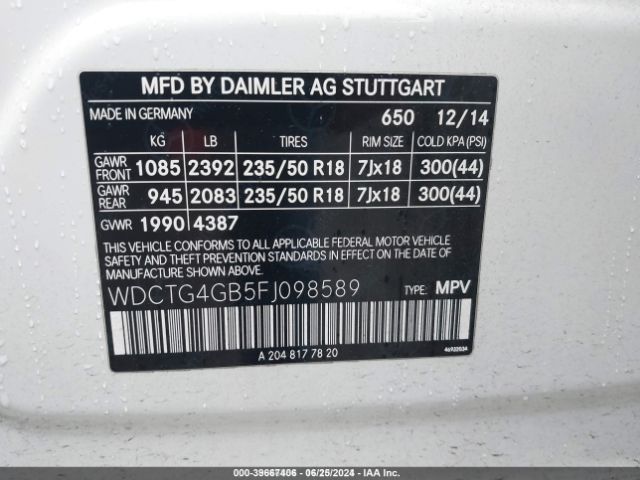 MFD BY DAIMLER AG STUTTGART
MADE IN GERMANY 650 12/14
KG LB TIRES RIM SIZE COLD KPA (PSI)
GAWR FRONT 1085 2392 235/50 R18 7Jx18 300(44)
GAWR REAR 945 2083 235/50 R18 7Jx18 300(44)
GVWR 1990 4387
THIS VEHICLE CONFORMS TO ALL APPLICABLE FEDERAL MOTOR VEHICLE
SAFETY AND THEFT PREVENTION STANDARDS IN EFFECT ON THE DATE
OF MANUFACTURE SHOWN ABOVE.
WDCTG4GB5FJ098589 TYPE: MPV
A 204 817 78 20
000-39667406 - 06/25/2024 - IAA Inc.